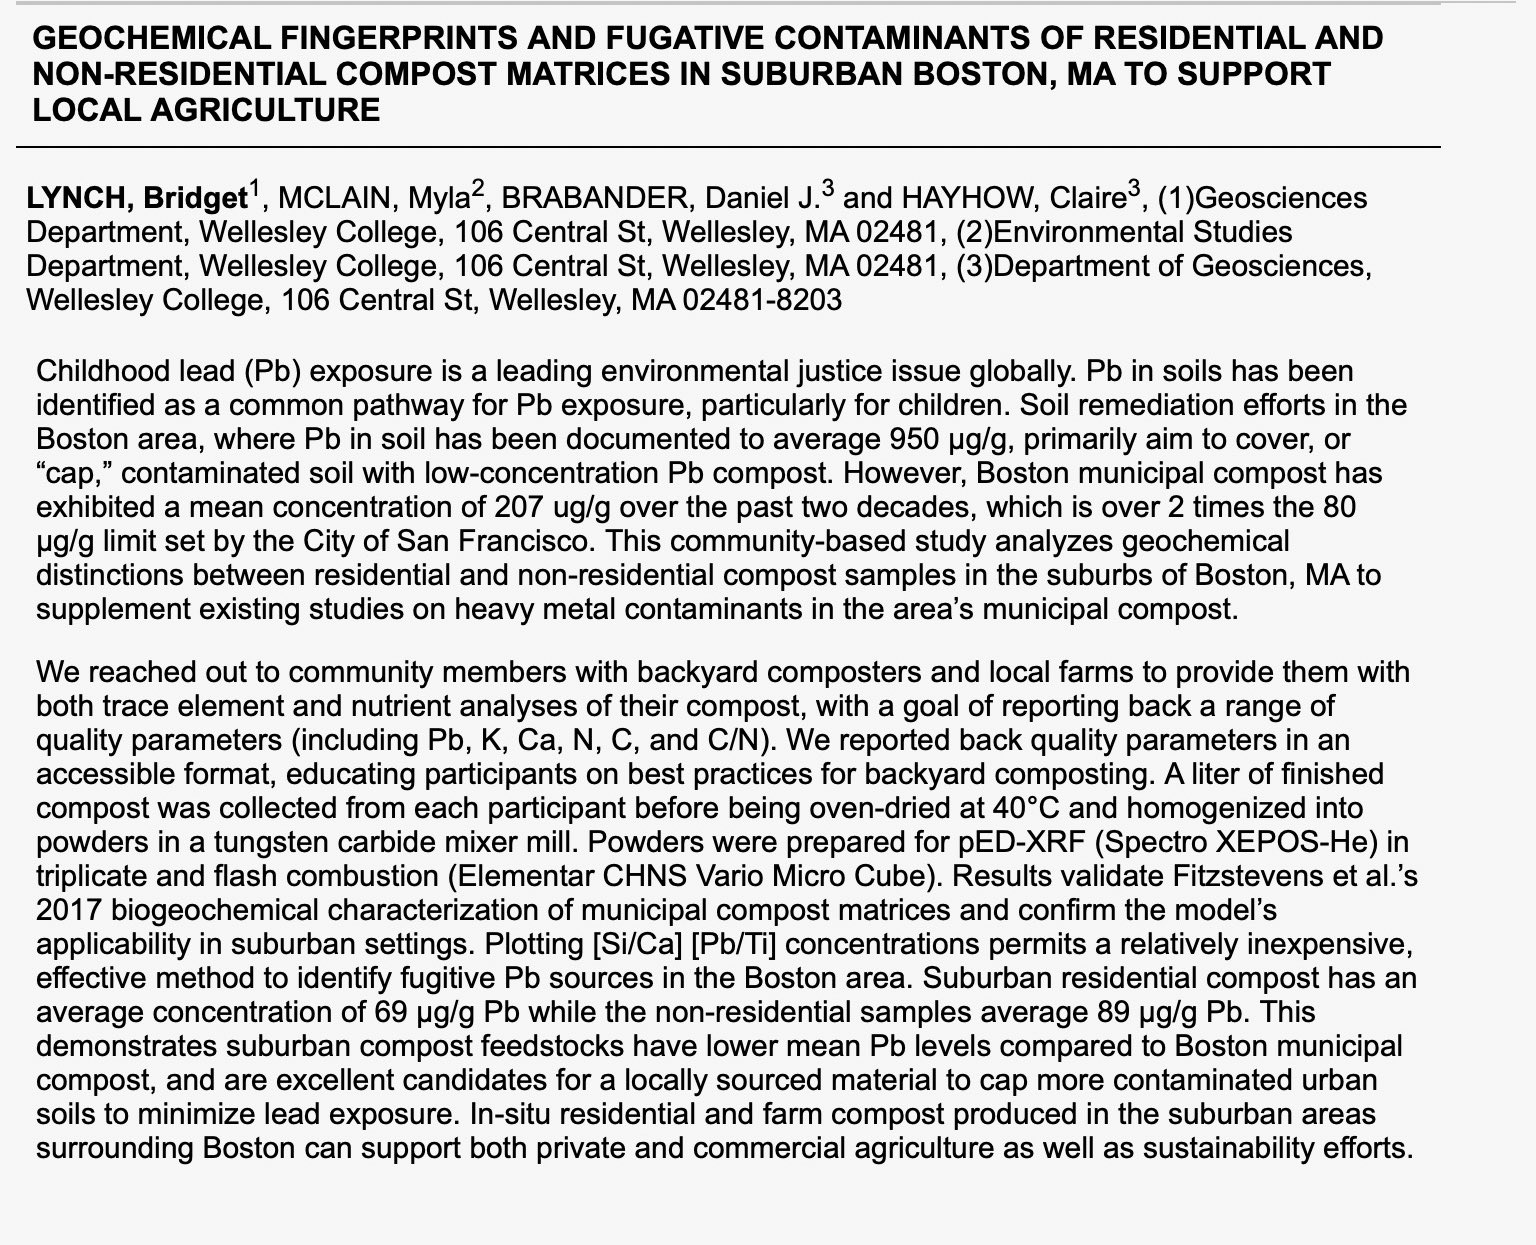 GEOCHEMICAL FINGERPRINTS AND FUGATIVE CONTAMINANTS OF RESIDENTIAL AND
NON-RESIDENTIAL COMPOST MATRICES IN SUBURBAN BOSTON, MA TO SUPPORT
LOCAL AGRICULTURE
LYNCH, Bridget1, MCLAIN, Myla2, BRABANDER, Daniel J.3 and HAYHOW, Claire3, (1)Geosciences
Department, Wellesley College, 106 Central St, Wellesley, MA 02481, (2)Environmental Studies
Department, Wellesley College, 106 Central St, Wellesley, MA 02481, (3)Department of Geosciences,
Wellesley College, 106 Central St, Wellesley, MA 02481-8203
Childhood lead (Pb) exposure is a leading environmental justice issue globally. Pb in soils has been
identified as a common pathway for Pb exposure, particularly for children. Soil remediation efforts in the
Boston area, where Pb in soil has been documented to average 950 µg/g, primarily aim to cover, or
“cap,” contaminated soil with low-concentration Pb compost. However, Boston municipal compost has
exhibited a mean concentration of 207 ug/g over the past two decades, which is over 2 times the 80
µg/g limit set by the City of San Francisco. This community-based study analyzes geochemical
distinctions between residential and non-residential compost samples in the suburbs of Boston, MA to
supplement existing studies on heavy metal contaminants in the area’s municipal compost.
We reached out to community members with backyard composters and local farms to provide them with
both trace element and nutrient analyses of their compost, with a goal of reporting back a range of
quality parameters (including Pb, K, Ca, N, C, and C/N). We reported back quality parameters in an
accessible format, educating participants on best practices for backyard composting. A liter of finished
compost was collected from each participant before being oven-dried at 40°C and homogenized into
powders in a tungsten carbide mixer mill. Powders were prepared for pED-XRF (Spectro XEPOS-He) in
triplicate and flash combustion (Elementar CHNS Vario Micro Cube). Results validate Fitzstevens et al.’s
2017 biogeochemical characterization of municipal compost matrices and confirm the model’s
applicability in suburban settings. Plotting [Si/Ca] [Pb/Ti] concentrations permits a relatively inexpensive,
effective method to identify fugitive Pb sources in the Boston area. Suburban residential compost has an
average concentration of 69 µg/g Pb while the non-residential samples average 89 µg/g Pb. This
demonstrates suburban compost feedstocks have lower mean Pb levels compared to Boston municipal
compost, and are excellent candidates for a locally sourced material to cap more contaminated urban
soils to minimize lead exposure. In-situ residential and farm compost produced in the suburban areas
surrounding Boston can support both private and commercial agriculture as well as sustainability efforts.